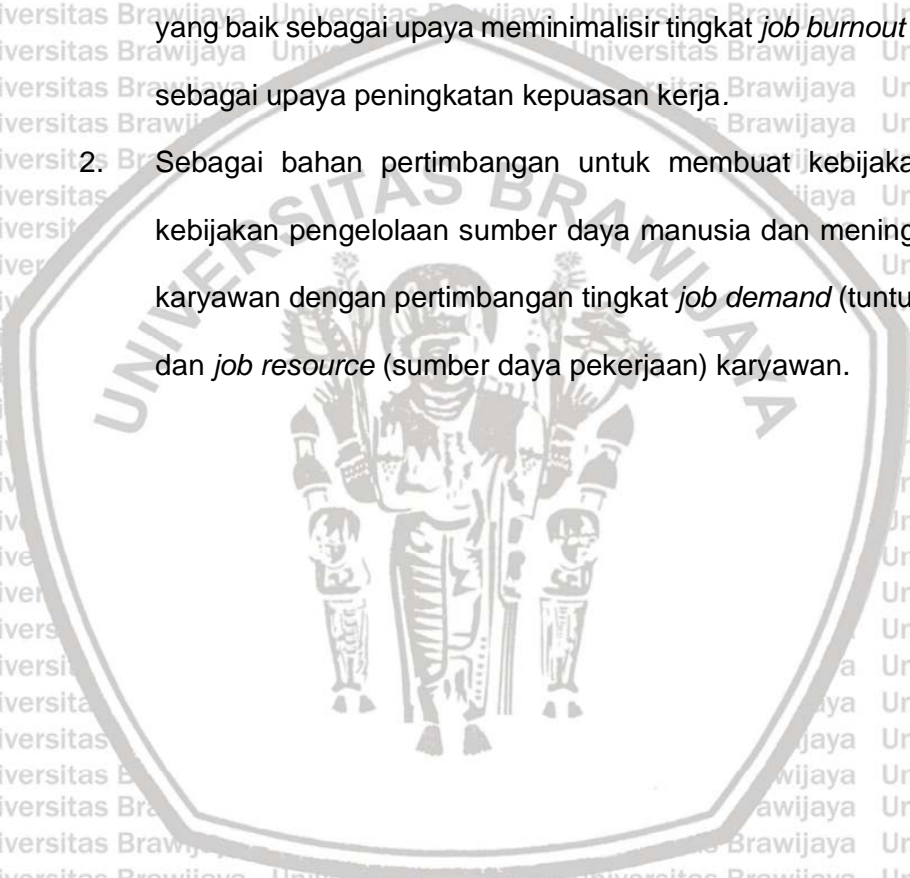 yang baik sebagai upaya meminimalisir tingkat job burnout
sebagai upaya peningkatan kepuasan kerja.
2. Sebagai bahan pertimbangan untuk membuat kebijaka
kebijakan pengelolaan sumber daya manusia dan mening
karyawan dengan pertimbangan tingkat job demand (tuntu
dan job resource (sumber daya pekerjaan) karyawan.
UNIVERSITAS BRAWIJAYA